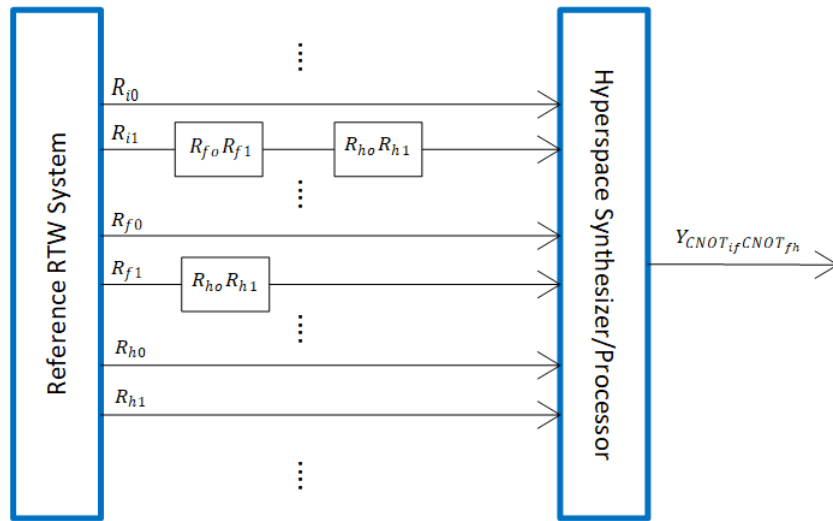 Reference RTW System
R_{i0}
R_{i1}
R_{fo}R_{f1}
R_{ho}R_{h1}
R_{f0}
R_{f1}
R_{ho}R_{h1}
R_{h0}
R_{h1}
Hyperspace Synthesizer/Processor
Y_{CNOT_{if}CNOT_{fh}}